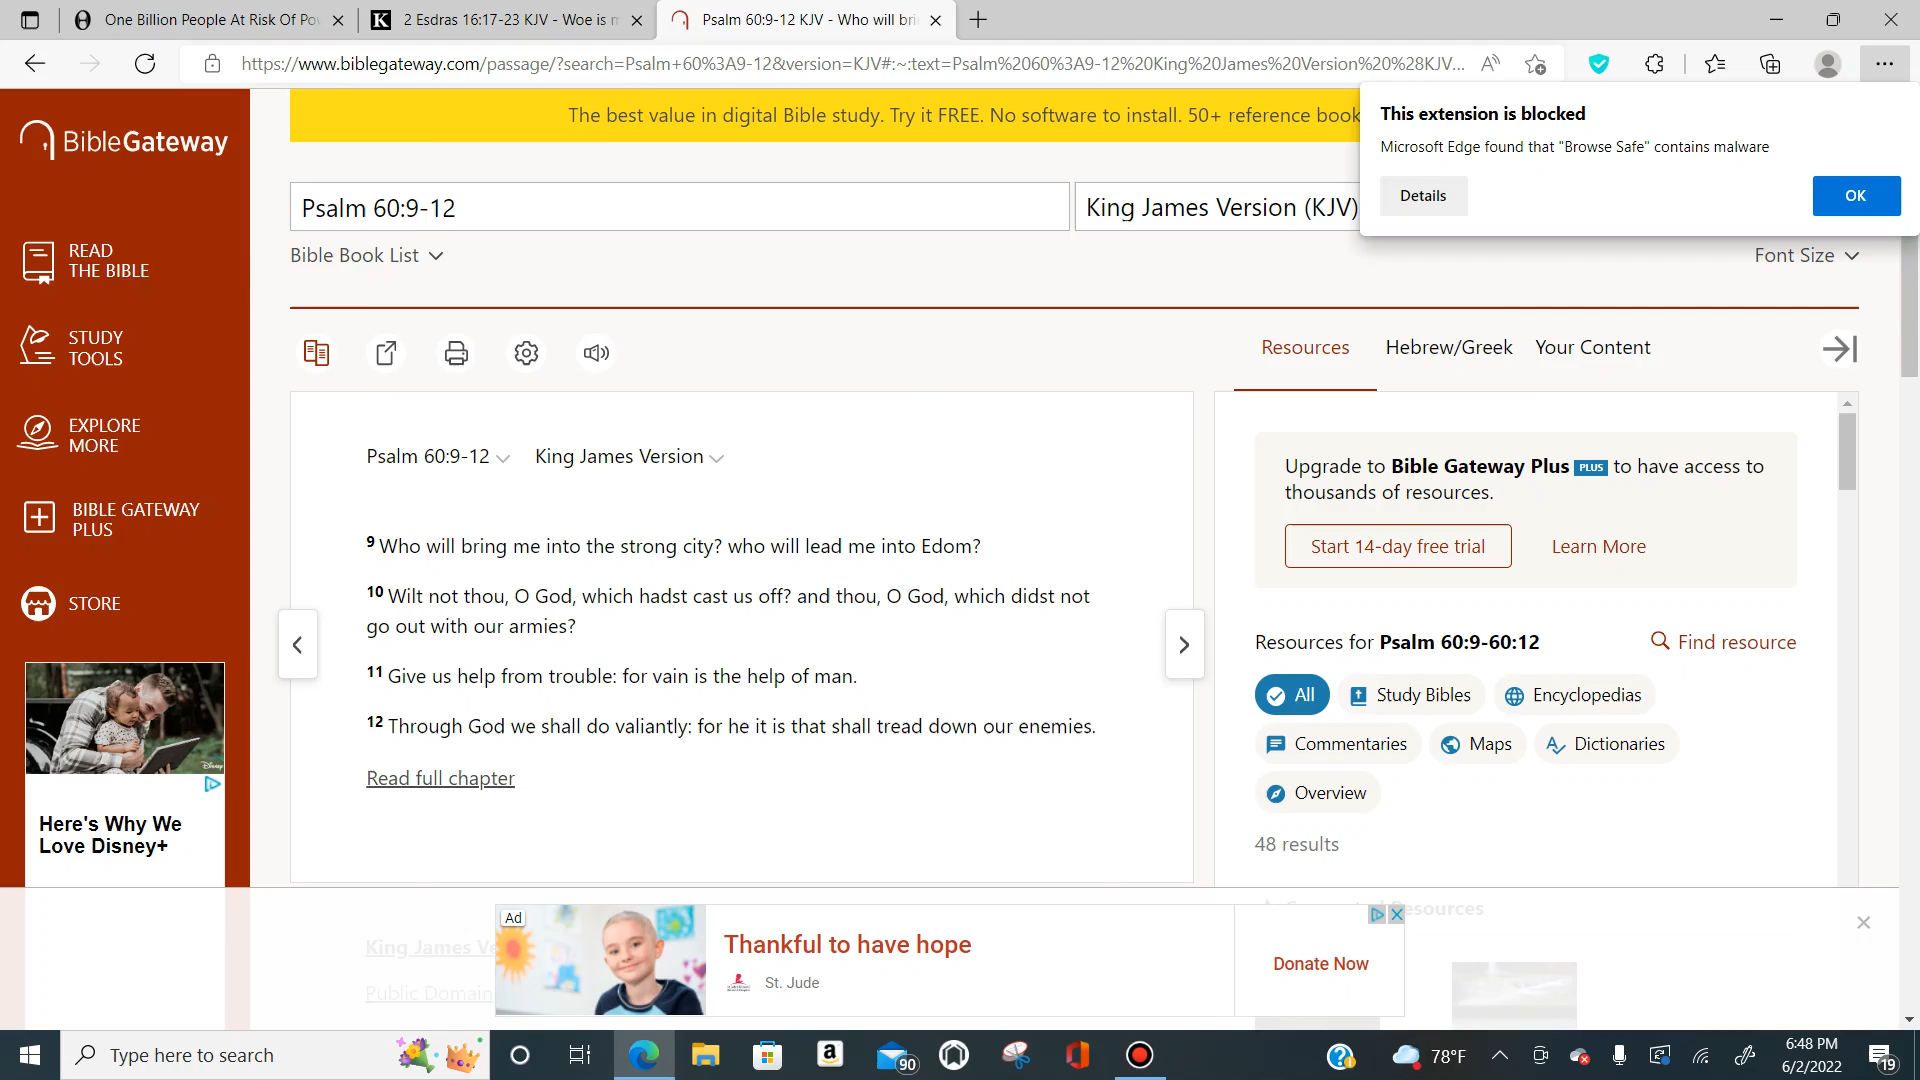 One Billion People At Risk Of Po
2 Esdras 16:17-23 KJV - Woe is m
Psalm 60:9-12 KJV - Who will bri
https://www.biblegateway.com/passage/?search=Psalm+60%3A9-12&version=KJV#:~:text=Psalm%2060%3A9-12%20King%20James%20Version%20%28KJV...
This extension is blocked
Microsoft Edge found that "Browse Safe" contains malware
Details
OK
BibleGateway
The best value in digital Bible study. Try it FREE. No software to install. 50+ reference book
Psalm 60:9-12
King James Version (KJV)
Bible Book List
Font Size
READ
THE BIBLE
STUDY
TOOLS
EXPLORE
MORE
BIBLE GATEWAY
PLUS
STORE
Resources
Hebrew/Greek
Your Content
Psalm 60:9-12
King James Version
9 Who will bring me into the strong city? who will lead me into Edom?
10 Wilt not thou, O God, which hadst cast us off? and thou, O God, which didst not
go out with our armies?
11 Give us help from trouble: for vain is the help of man.
12 Through God we shall do valiantly: for he it is that shall tread down our enemies.
Read full chapter
Upgrade to Bible Gateway Plus PLUS to have access to
thousands of resources.
Start 14-day free trial
Learn More
Resources for Psalm 60:9-60:12
Find resource
All
Study Bibles
Encyclopedias
Commentaries
Maps
Dictionaries
Overview
48 results
Disney
Here's Why We
Love Disney+
King James Ve
Public Domain
Ad
Thankful to have hope
St. Jude
Donate Now
esources
Type here to search
a
90
78°F
6:48 PM
6/2/2022
19